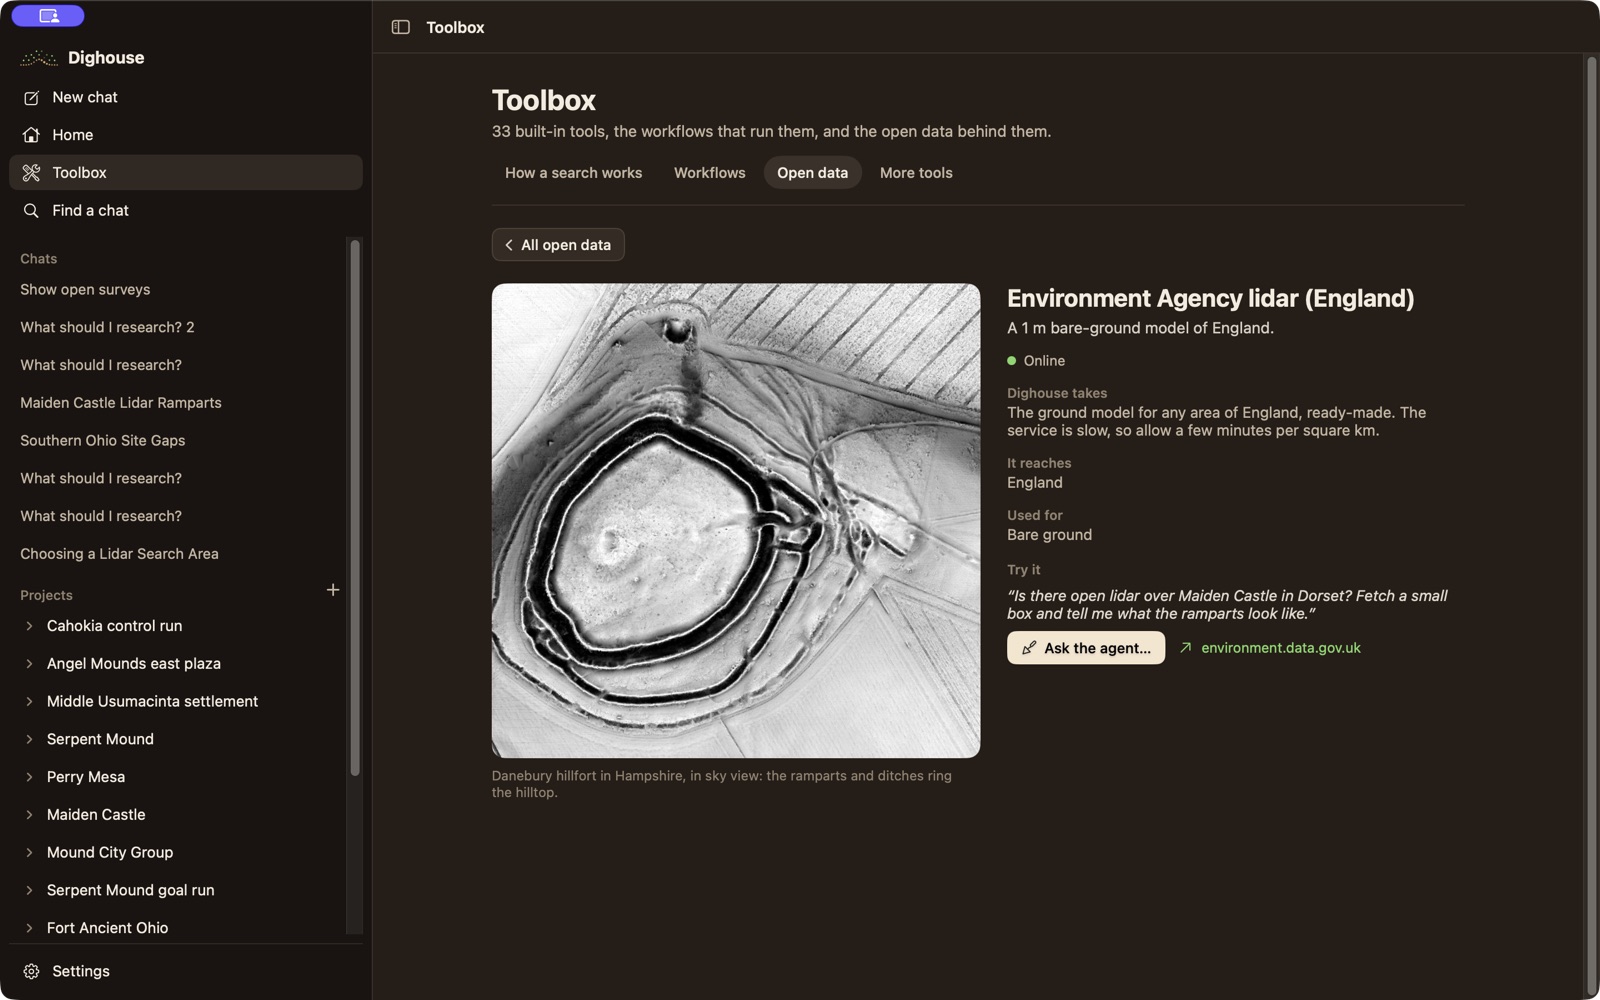 Dighouse
New chat
Home
Toolbox
Find a chat
Chats
Show open surveys
What should I research? 2
What should I research?
Maiden Castle Lidar Ramparts
Southern Ohio Site Gaps
What should I research?
What should I research?
Choosing a Lidar Search Area
Projects
Cahokia control run
Angel Mounds east plaza
Middle Usumacinta settlement
Serpent Mound
Perry Mesa
Maiden Castle
Mound City Group
Serpent Mound goal run
Fort Ancient Ohio
Settings
Toolbox
Toolbox
33 built-in tools, the workflows that run them, and the open data behind them.
How a search works
Workflows
Open data
More tools
All open data
Danebury hillfort in Hampshire, in sky view: the ramparts and ditches ring
the hilltop.
Environment Agency lidar (England)
A 1 m bare-ground model of England.
Online
Dighouse takes
The ground model for any area of England, ready-made. The
service is slow, so allow a few minutes per square km.
It reaches
England
Used for
Bare ground
Try it
“Is there open lidar over Maiden Castle in Dorset? Fetch a small
box and tell me what the ramparts look like.”
Ask the agent...
environment.data.gov.uk